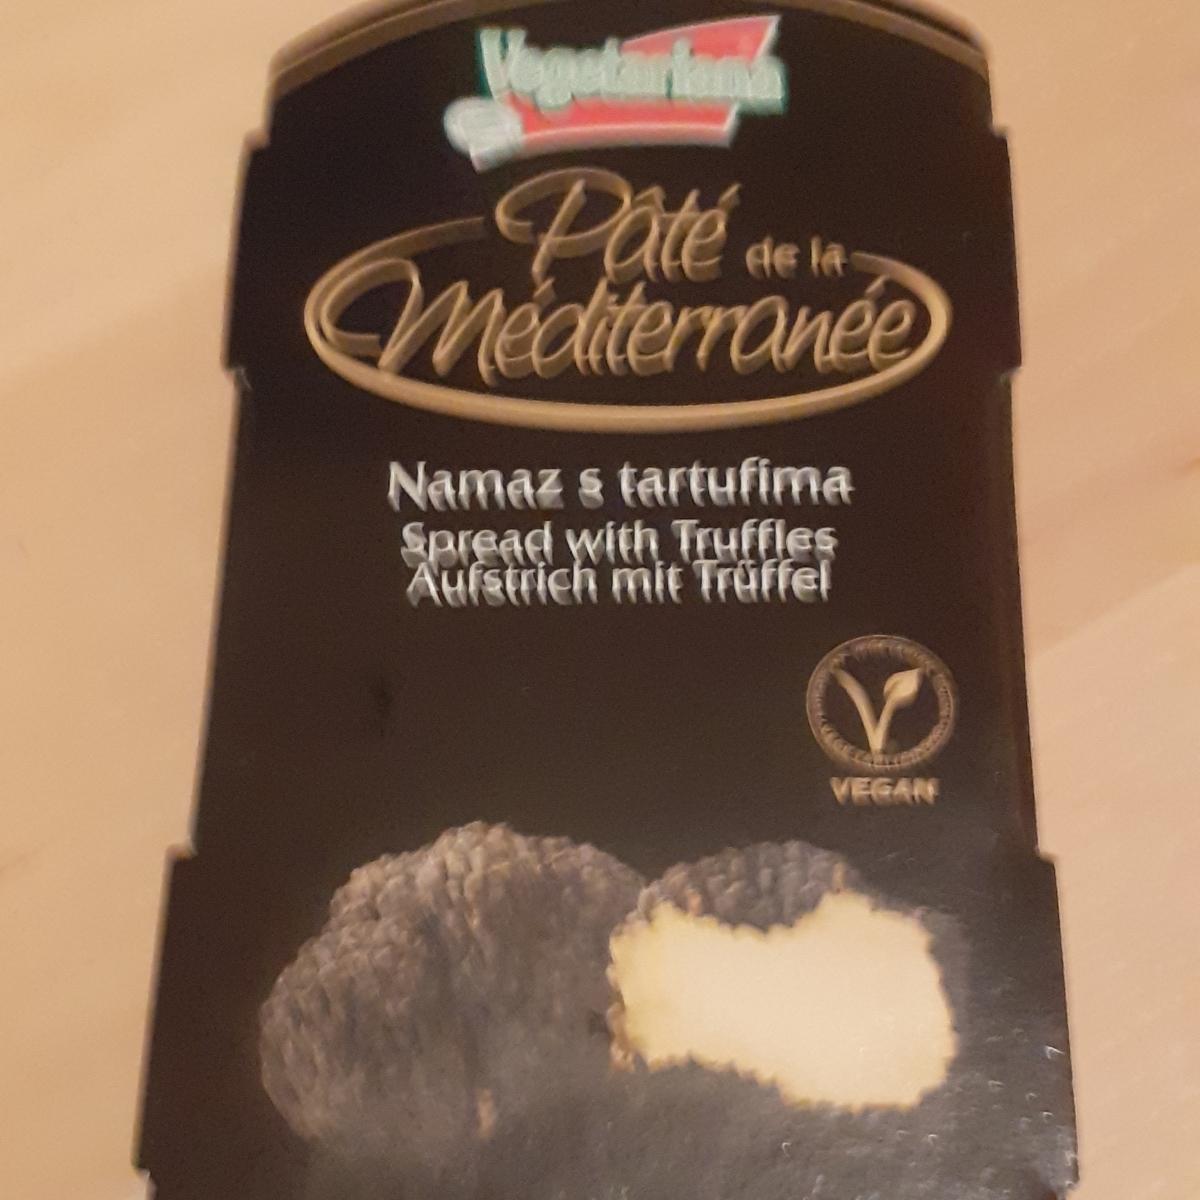 Vegetariana
Pâté de la
Méditerranée
Namaz s tartufima
Spread with Truffles
Aufstrich mit Trüffel
VEGAN